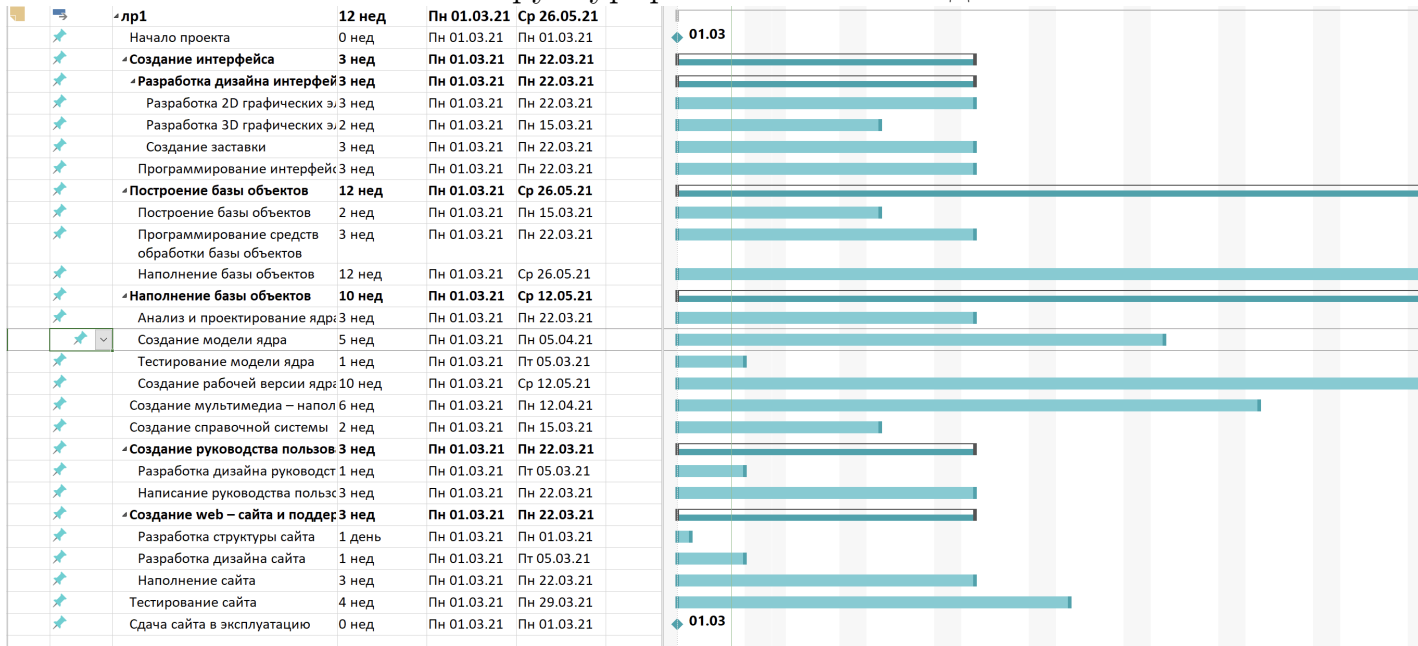 лр1 12 нед Пн 01.03.21 Ср 26.05.21
Начало проекта 0 нед Пн 01.03.21 Пн 01.03.21 01.03
Создание интерфейса 3 нед Пн 01.03.21 Пн 22.03.21
Разработка дизайна интерфей 3 нед Пн 01.03.21 Пн 22.03.21
Разработка 2D графических эл 3 нед Пн 01.03.21 Пн 22.03.21
Разработка 3D графических эл 2 нед Пн 01.03.21 Пн 15.03.21
Создание заставки 3 нед Пн 01.03.21 Пн 22.03.21
Программирование интерфейс 3 нед Пн 01.03.21 Пн 22.03.21
Построение базы объектов 12 нед Пн 01.03.21 Ср 26.05.21
Построение базы объектов 2 нед Пн 01.03.21 Пн 15.03.21
Программирование средств 3 нед Пн 01.03.21 Пн 22.03.21
обработки базы объектов
Наполнение базы объектов 12 нед Пн 01.03.21 Ср 26.05.21
Наполнение базы объектов 10 нед Пн 01.03.21 Ср 12.05.21
Анализ и проектирование ядра 3 нед Пн 01.03.21 Пн 22.03.21
Создание модели ядра 5 нед Пн 01.03.21 Пн 05.04.21
Тестирование модели ядра 1 нед Пн 01.03.21 Пт 05.03.21
Создание рабочей версии ядра 10 нед Пн 01.03.21 Ср 12.05.21
Создание мультимедиа – напол 6 нед Пн 01.03.21 Пн 12.04.21
Создание справочной системы 2 нед Пн 01.03.21 Пн 15.03.21
Создание руководства пользов 3 нед Пн 01.03.21 Пн 22.03.21
Разработка дизайна руководст 1 нед Пн 01.03.21 Пт 05.03.21
Написание руководства пользо 3 нед Пн 01.03.21 Пн 22.03.21
Создание web – сайта и поддер 3 нед Пн 01.03.21 Пн 22.03.21
Разработка структуры сайта 1 день Пн 01.03.21 Пн 01.03.21
Разработка дизайна сайта 1 нед Пн 01.03.21 Пт 05.03.21
Наполнение сайта 3 нед Пн 01.03.21 Пн 22.03.21
Тестирование сайта 4 нед Пн 01.03.21 Пн 29.03.21
Сдача сайта в эксплуатацию 0 нед Пн 01.03.21 Пн 01.03.21 01.03